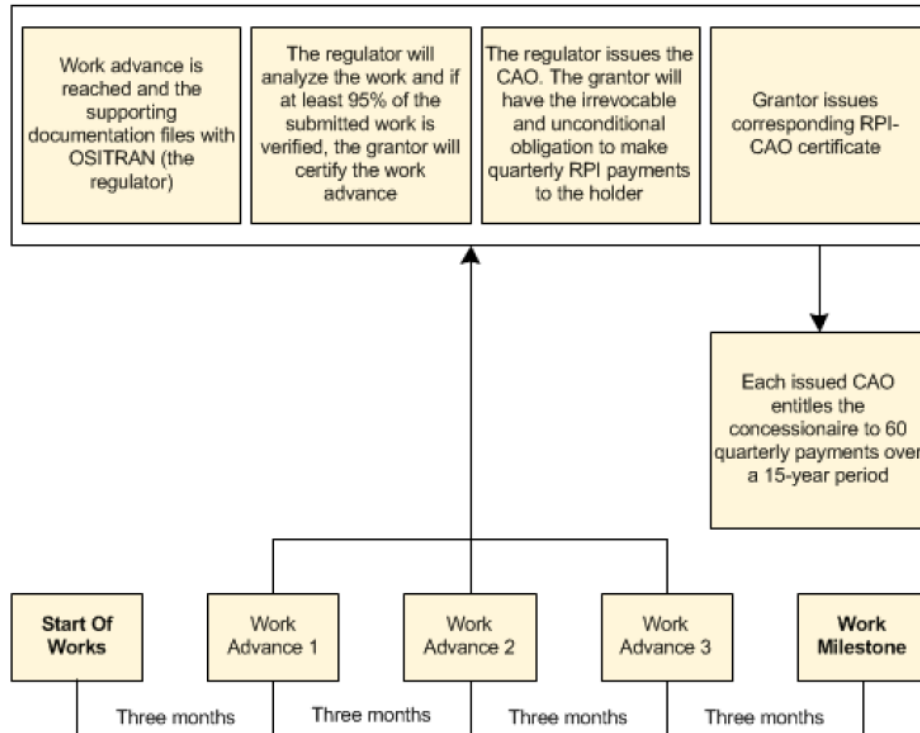 Work advance is
reached and the
supporting
documentation files with
OSITRAN (the
regulator)
The regulator will
analyze the work and if
at least 95% of the
submitted work is
verified, the grantor will
certify the work
advance
The regulator issues the
CAO. The grantor will
have the irrevocable
and unconditional
obligation to make
quarterly RPI payments
to the holder
Grantor issues
corresponding RPI-
CAO certificate
Each issued CAO
entitles the
concessionaire to 60
quarterly payments over
a 15-year period
Start Of
Works
Work
Advance 1
Work
Advance 2
Work
Advance 3
Work
Milestone
Three months
Three months
Three months
Three months